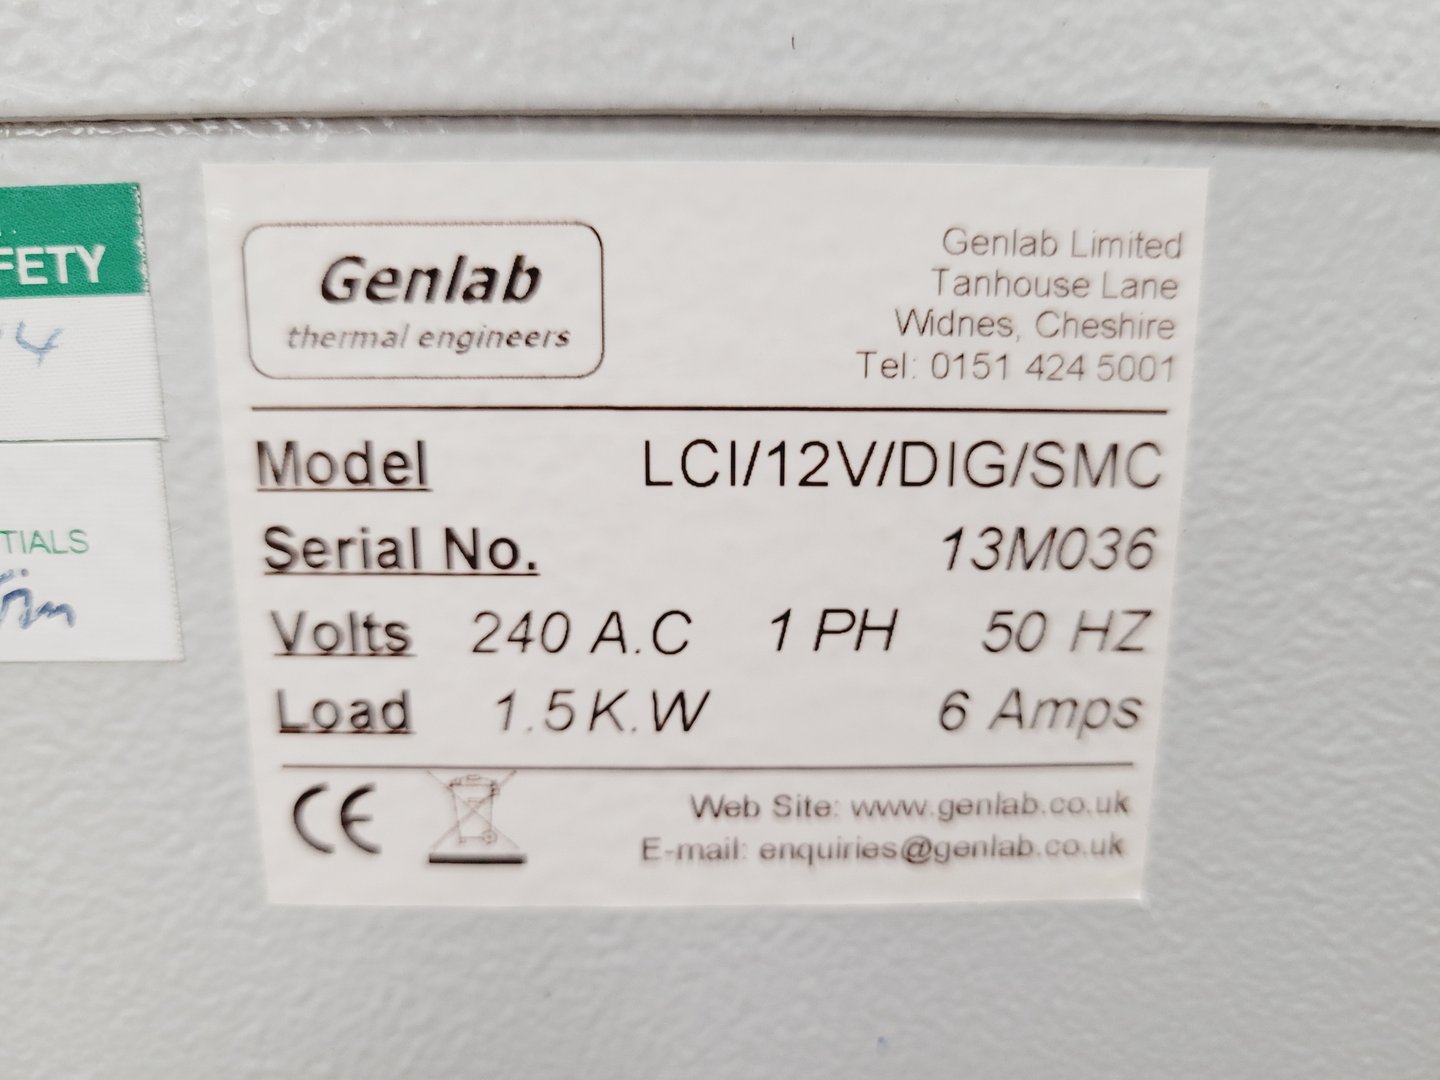 FETY
4
TIALS
Genlab
thermal engineers
Genlab Limited
Tanhouse Lane
Widnes, Cheshire
Tel: 0151 424 5001
Model LCI/12V/DIG/SMC
Serial No. 13M036
Volts 240 A.C 1 PH 50 HZ
Load 1.5K.W 6 Amps
CE
Web Site: www.genlab.co.uk
E-mail: enquiries@genlab.co.uk